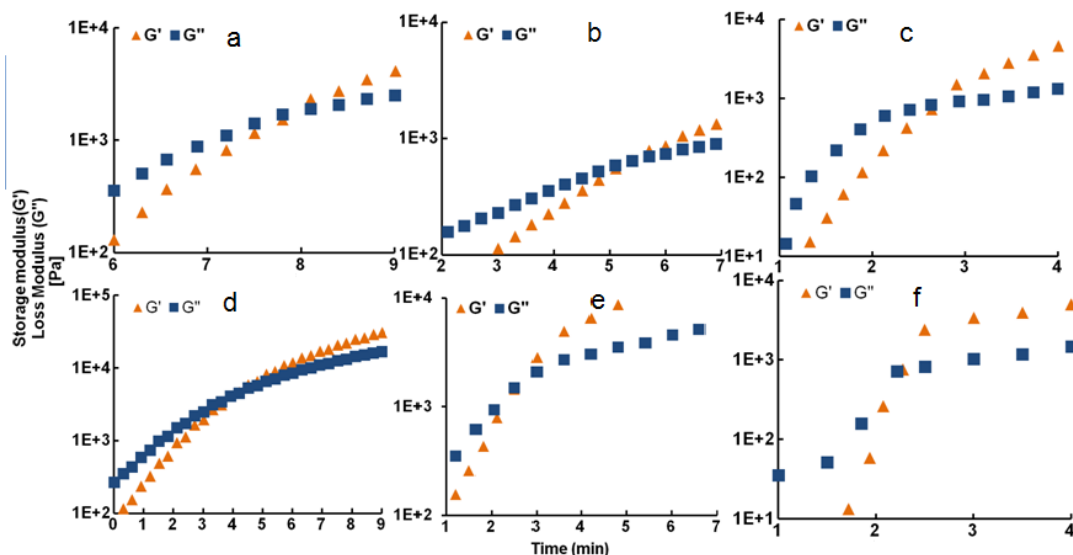 Storage modulus(G')
Loss Modulus (G'')
[Pa]
1E+4
G' G'' a
1E+3
1E+2
6 7 8 9
1E+4
G' G'' b
1E+3
1E+2
2 3 4 5 6 7
1E+4
G' G'' c
1E+3
1E+2
1E+1
1 2 3 4
1E+5
G' G'' d
1E+4
1E+3
1E+2
0 1 2 3 4 5 6 7 8 9
1E+4
G' G'' e
1E+3
1E+2
1 2 3 4 5 6 7
1E+4
G' G'' f
1E+3
1E+2
1E+1
1 2 3 4
Time (min)